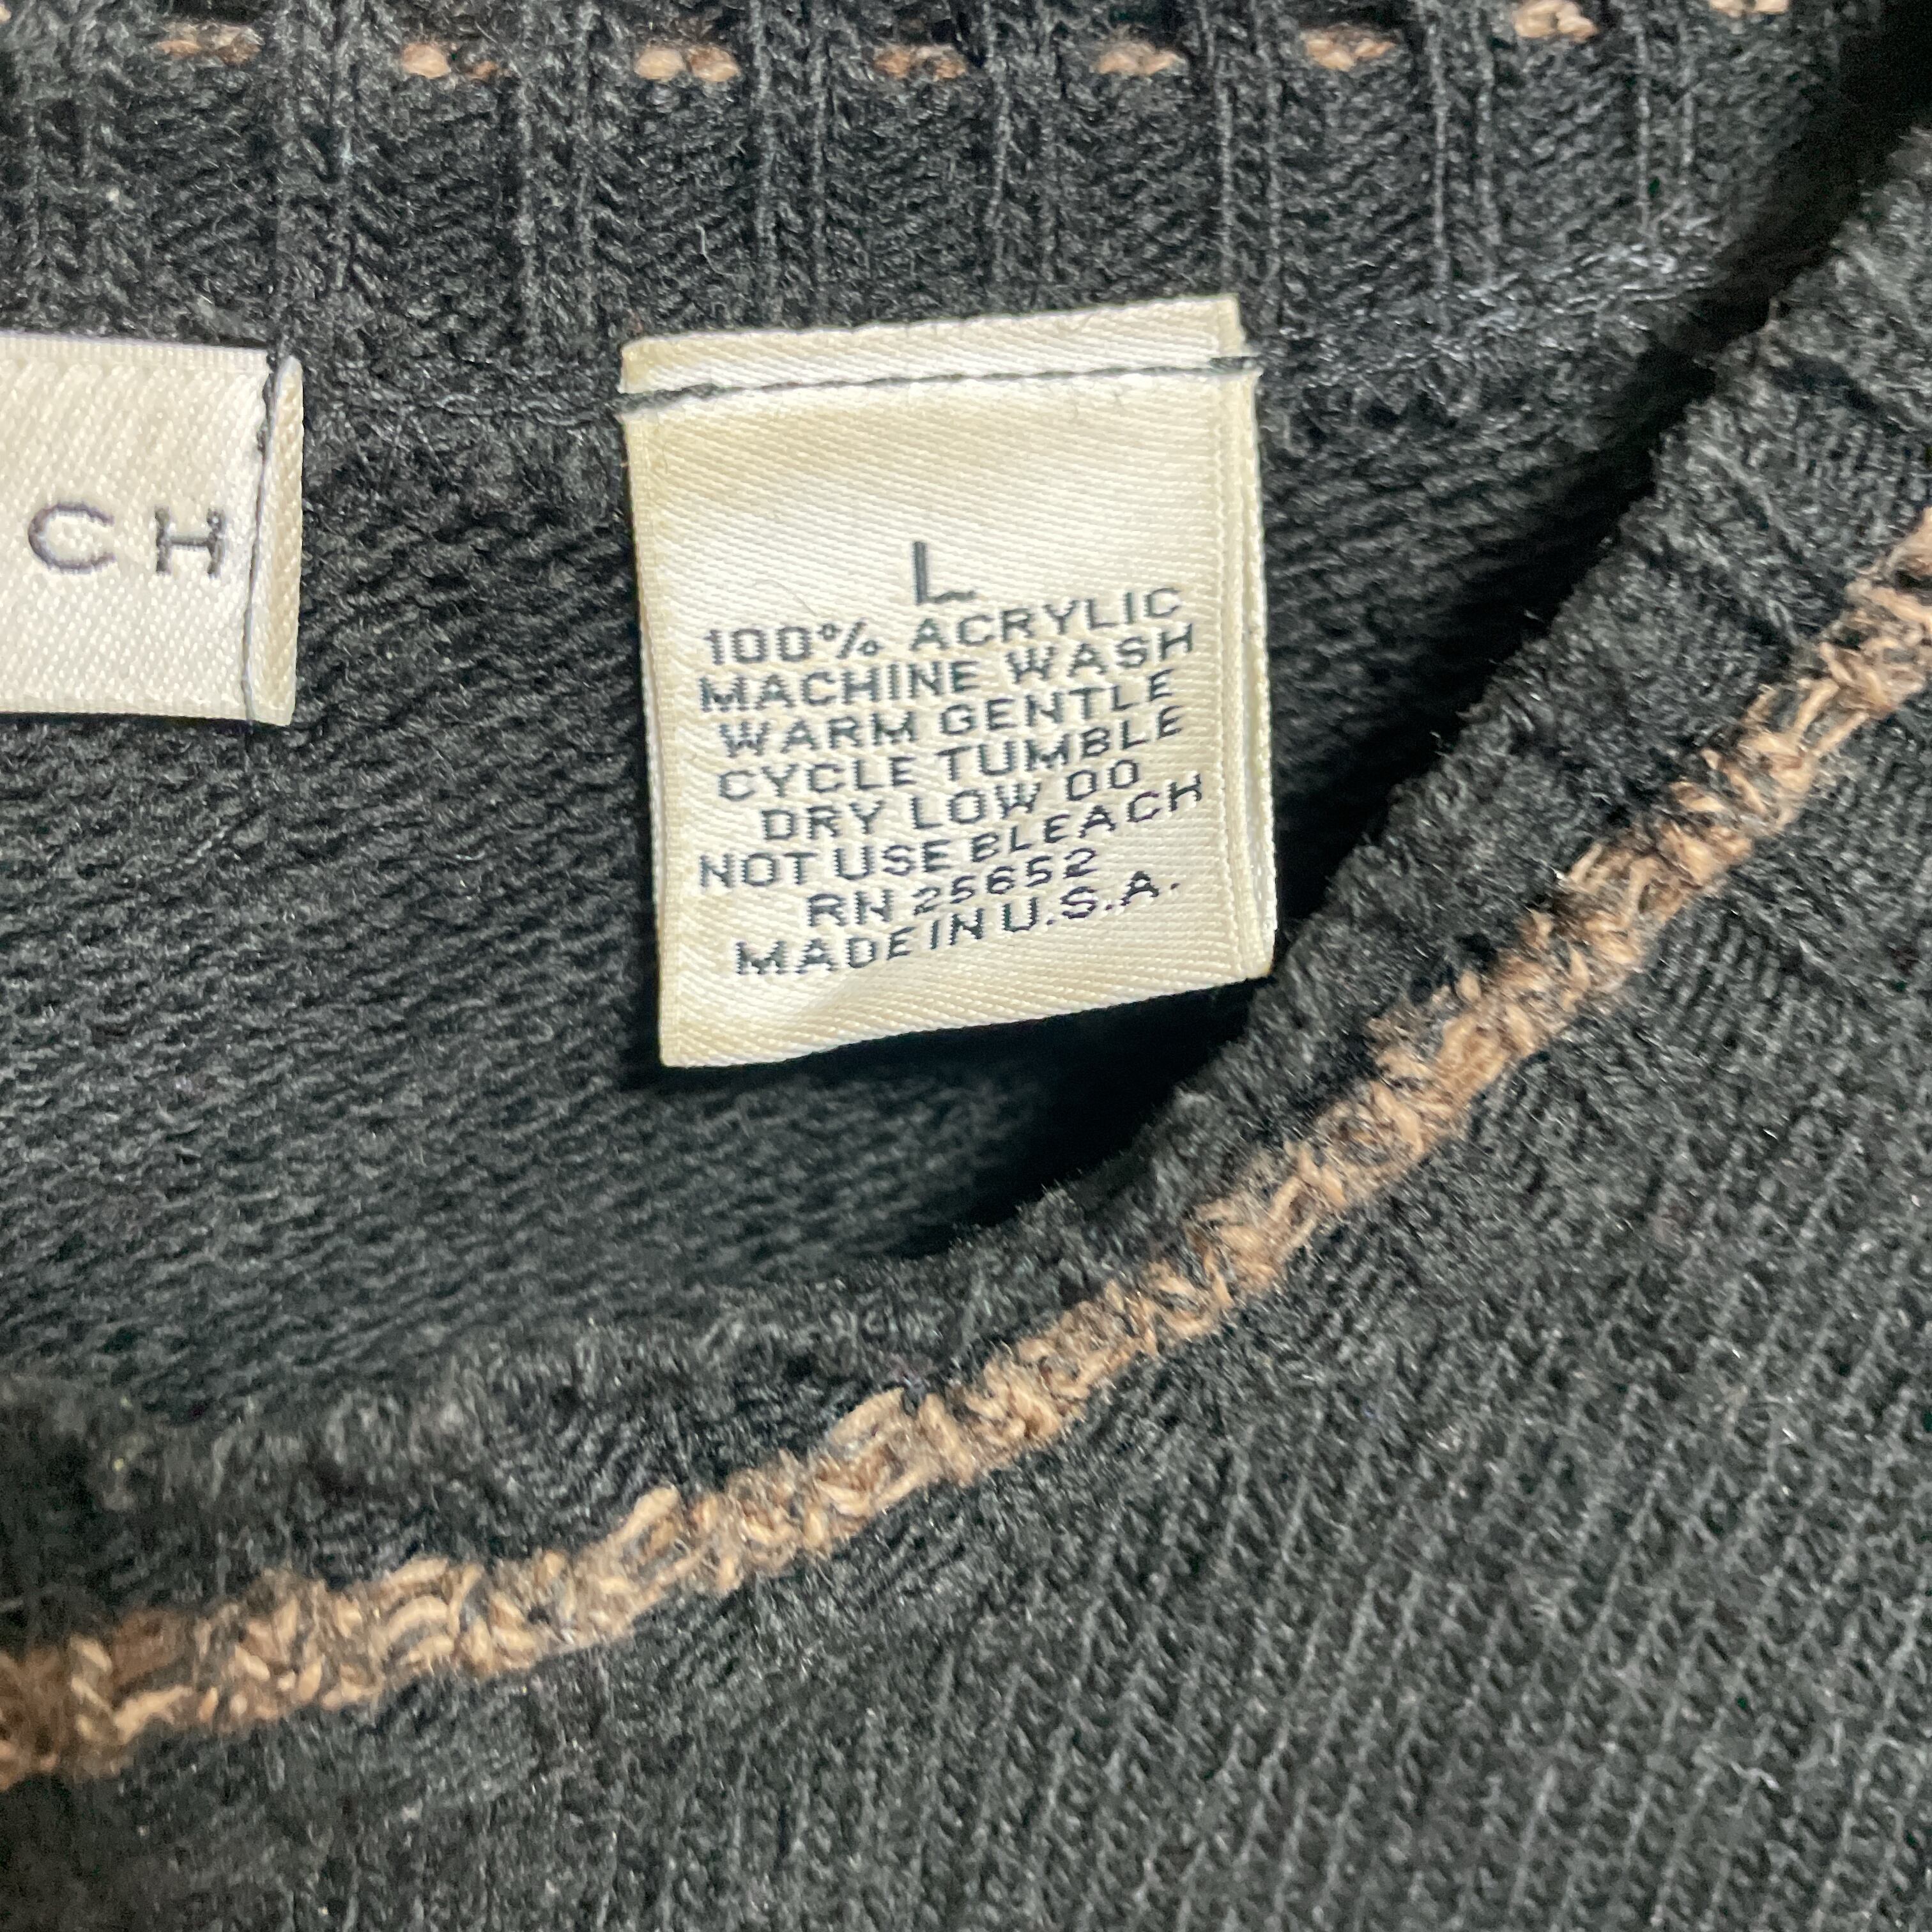 CH
L
100% ACRYLIC
MACHINE WASH
WARM GENTLE
CYCLE TUMBLE
DRY LOW DO
NOT USE BLEACH
RN 25652
MADE IN U.S.A.